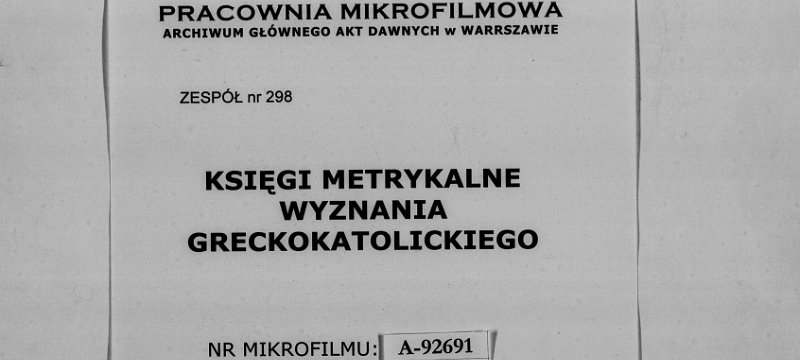 PRACOWNIA MIKROFILMOWA
ARCHIWUM GŁÓWNEGO AKT DAWNYCH w WARRSZAWIE
ZESPÓŁ nr 298
KSIĘGI METRYKALNE
WYZNANIA
GRECKOKATOLICKIEGO
NR MIKROFILMU: A-92691